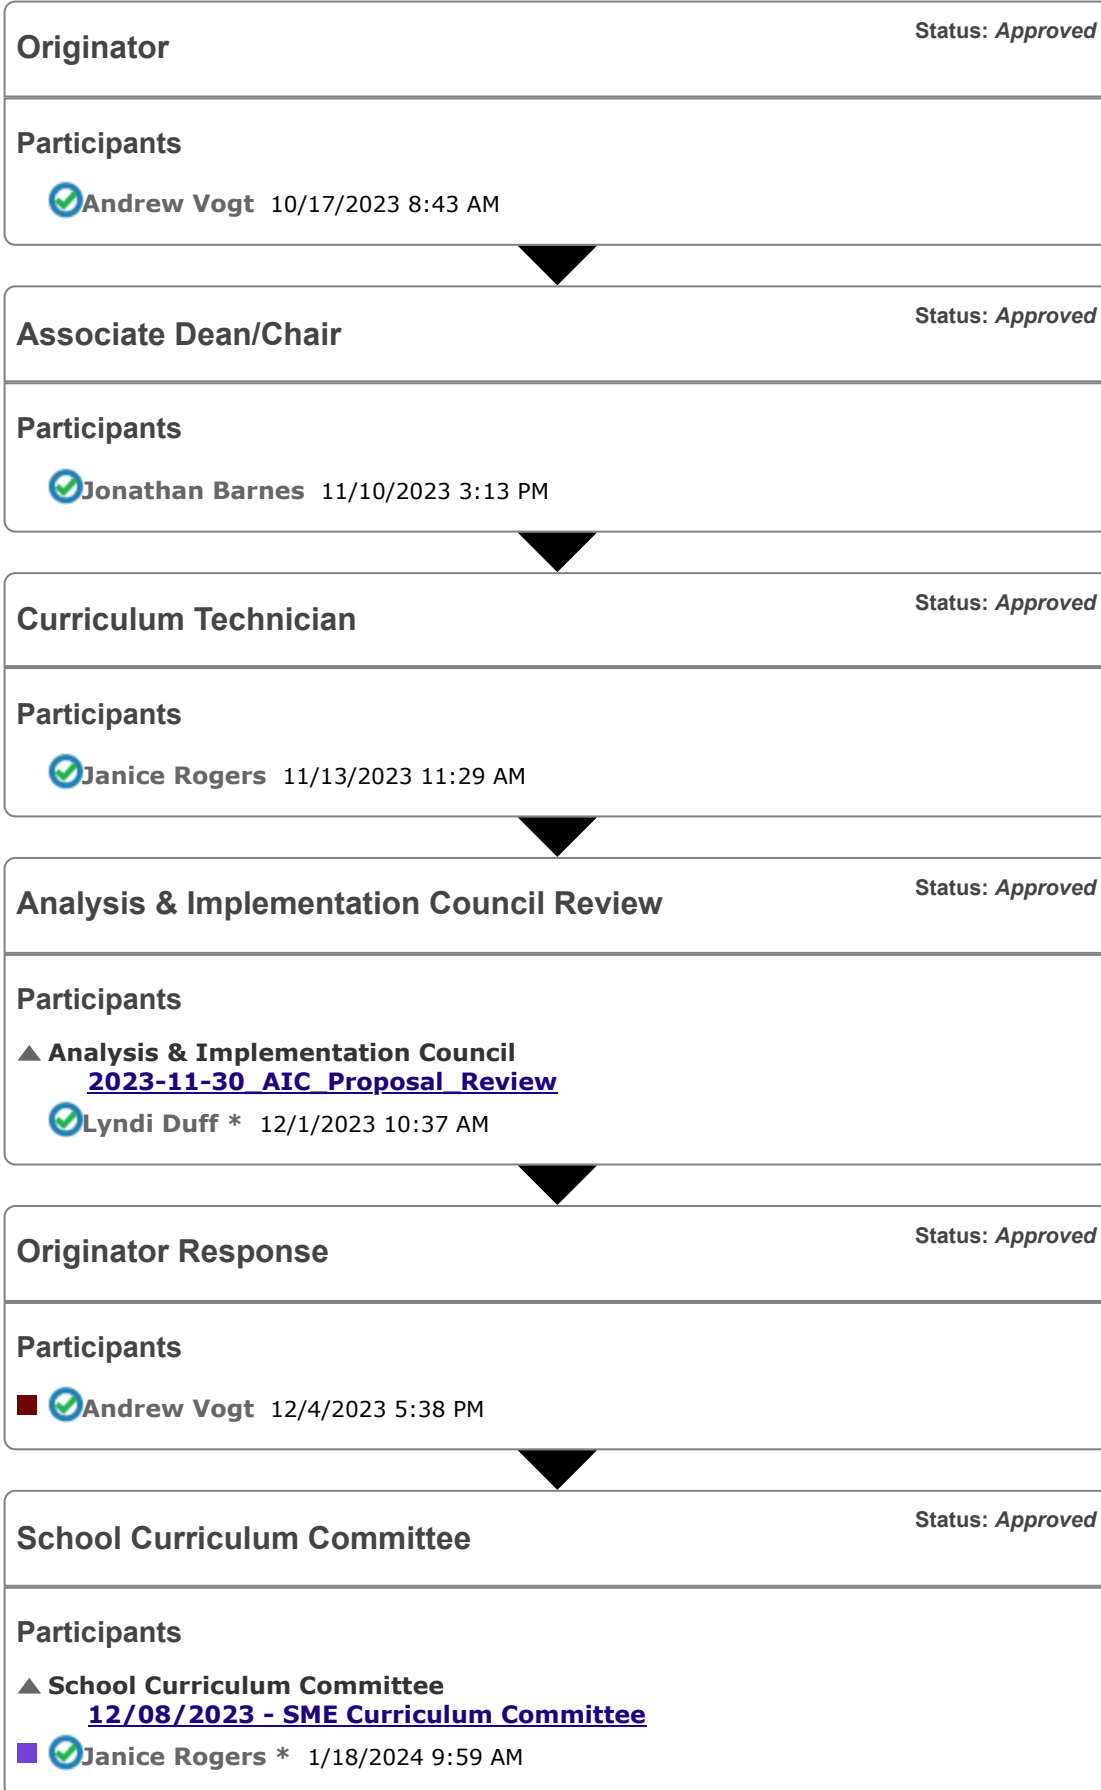 Originator
Status: Approved
Participants
Andrew Vogt 10/17/2023 8:43 AM
Associate Dean/Chair
Status: Approved
Participants
Jonathan Barnes 11/10/2023 3:13 PM
Curriculum Technician
Status: Approved
Participants
Janice Rogers 11/13/2023 11:29 AM
Analysis & Implementation Council Review
Status: Approved
Participants
Analysis & Implementation Council
2023-11-30_AIC_Proposal_Review
Lyndi Duff * 12/1/2023 10:37 AM
Originator Response
Status: Approved
Participants
Andrew Vogt 12/4/2023 5:38 PM
School Curriculum Committee
Status: Approved
Participants
School Curriculum Committee
12/08/2023 - SME Curriculum Committee
Janice Rogers * 1/18/2024 9:59 AM